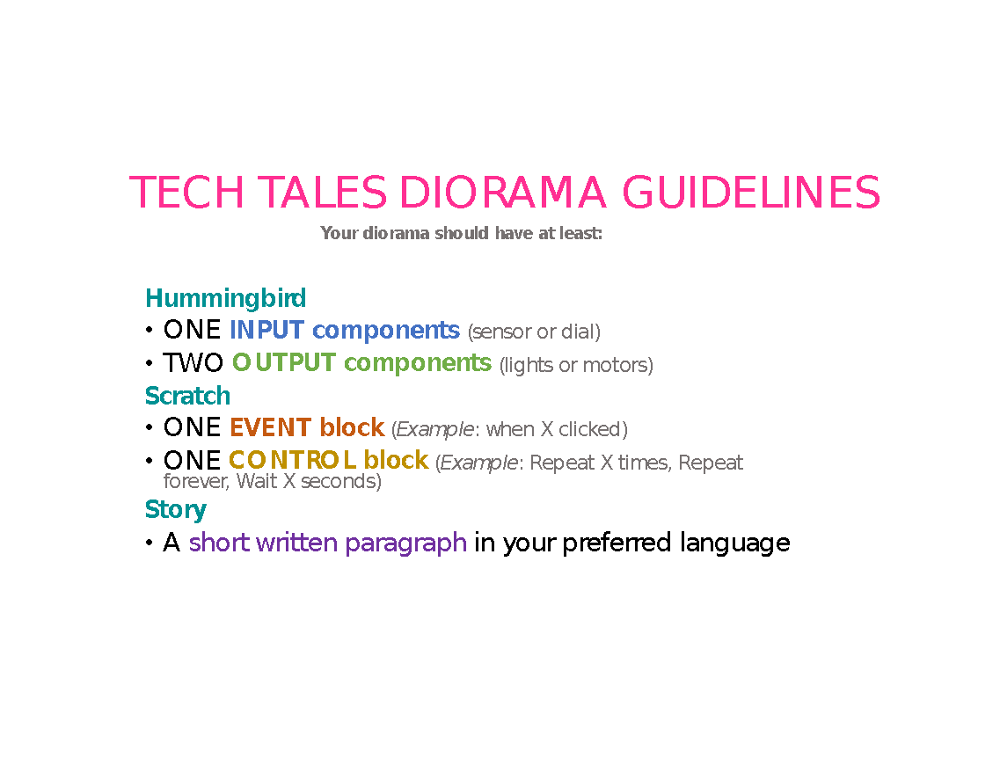 TECH TALES DIORAMA GUIDELINES
Your diorama should have at least:
Hummingbird
• ONE INPUT components (sensor or dial)
• TWO OUTPUT components (lights or motors)
Scratch
• ONE EVENT block (Example: when X clicked)
• ONE CONTROL block (Example: Repeat X times, Repeat
forever, Wait X seconds)
Story
• A short written paragraph in your preferred language